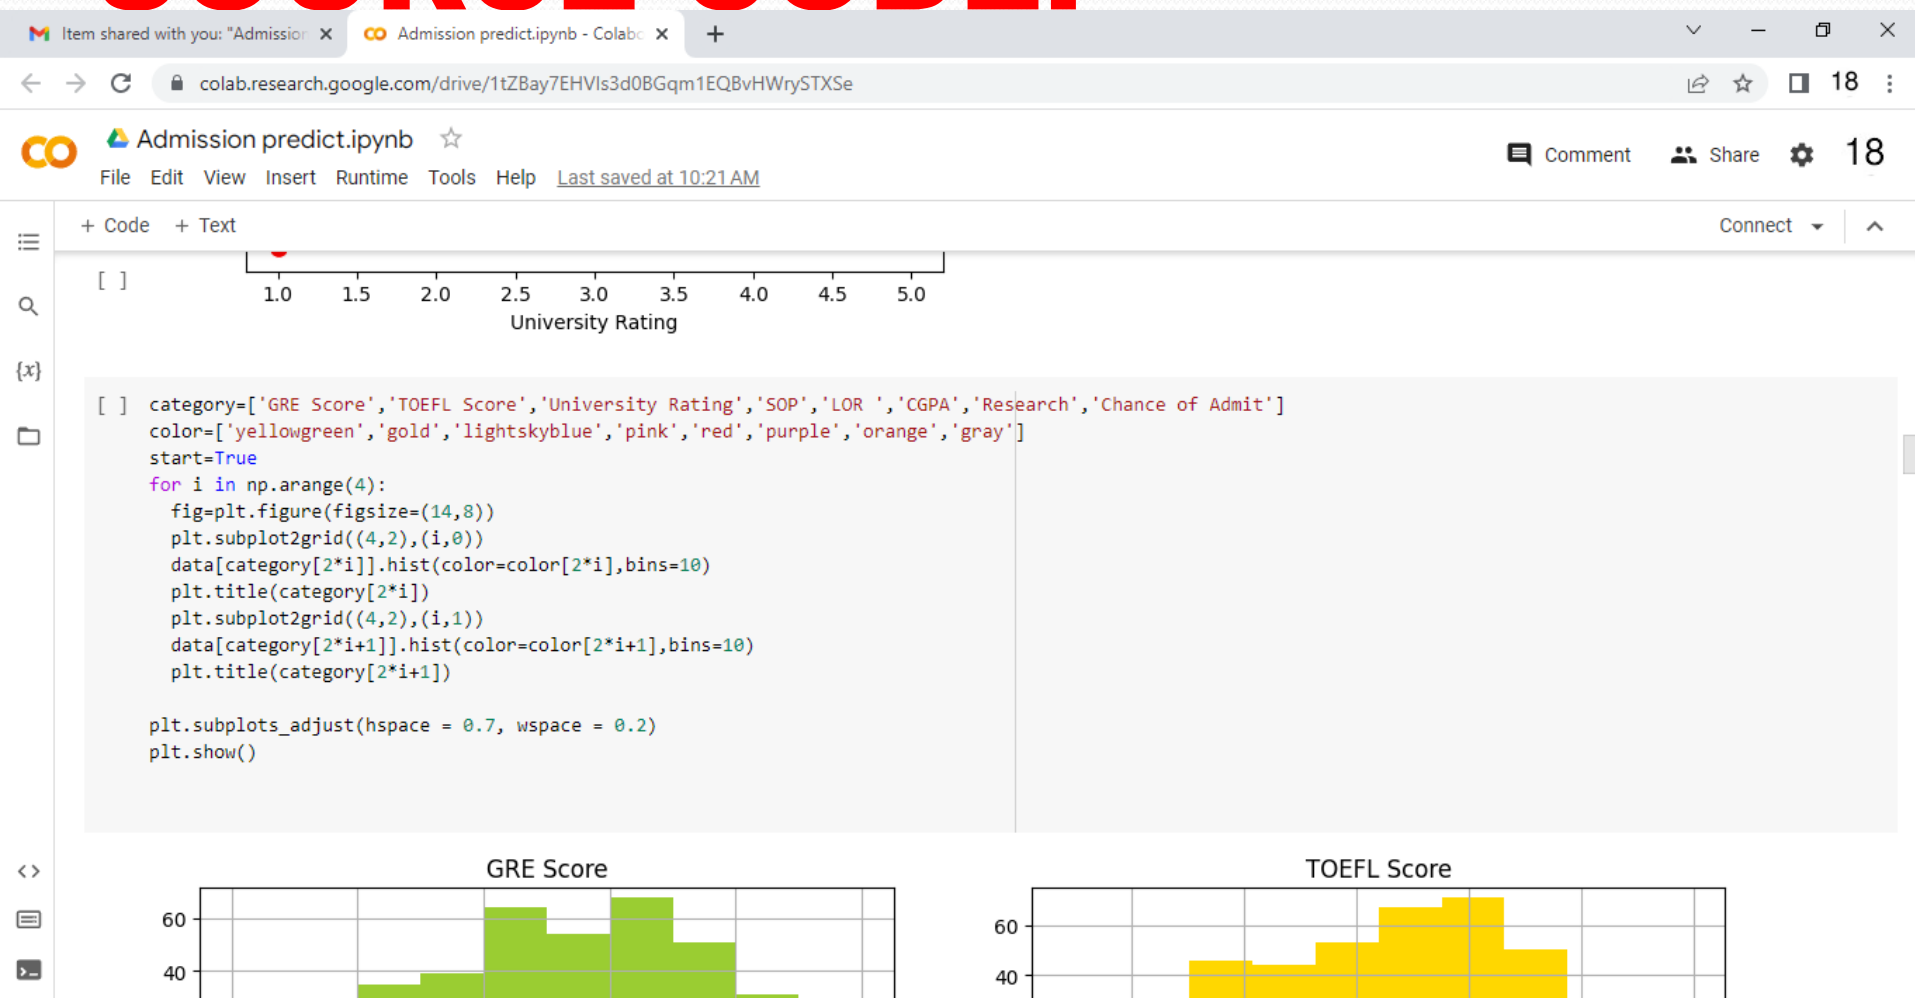 SOURCE CODE:
Item shared with you: "Admission
Admission predict.ipynb - Colabc
colab.research.google.com/drive/1tZBay7EHVIs3d0BGqm1EQBvHWrySTXSe
18
Admission predict.ipynb
Comment Share 18
File Edit View Insert Runtime Tools Help Last saved at 10:21 AM
+ Code + Text Connect
[ ]
1.0 1.5 2.0 2.5 3.0 3.5 4.0 4.5 5.0
University Rating
{x}
[ ] category=['GRE Score','TOEFL Score','University Rating','SOP','LOR ','CGPA','Research','Chance of Admit']
color=['yellowgreen','gold','lightskyblue','pink','red','purple','orange','gray']
start=True
for i in np.arange(4):
  fig=plt.figure(figsize=(14,8))
  plt.subplot2grid((4,2),(i,0))
  data[category[2*i]].hist(color=color[2*i],bins=10)
  plt.title(category[2*i])
  plt.subplot2grid((4,2),(i,1))
  data[category[2*i+1]].hist(color=color[2*i+1],bins=10)
  plt.title(category[2*i+1])
plt.subplots_adjust(hspace = 0.7, wspace = 0.2)
plt.show()
GRE Score TOEFL Score
60 60
40 40